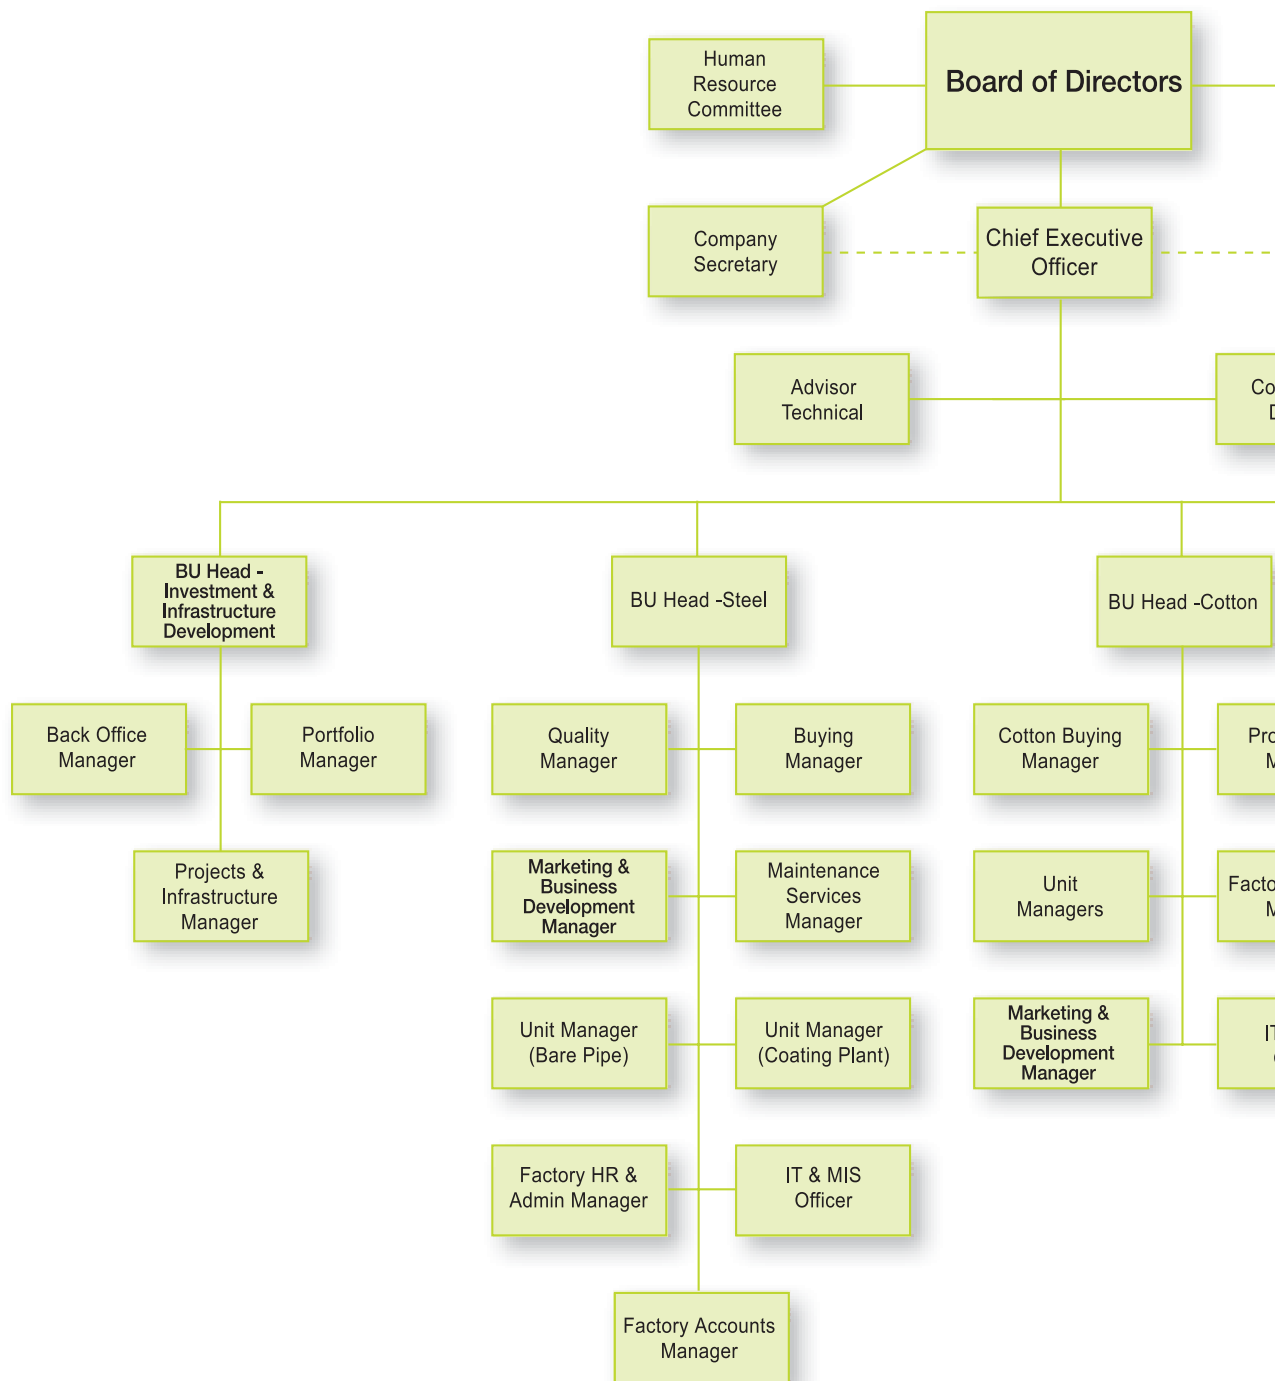 Human
Resource
Committee
Board of Directors
Company
Secretary
Chief Executive
Officer
Advisor
Technical
BU Head -
Investment &
Infrastructure
Development
BU Head -Steel
BU Head -Cotton
Back Office
Manager
Portfolio
Manager
Quality
Manager
Buying
Manager
Cotton Buying
Manager
Projects &
Infrastructure
Manager
Marketing &
Business
Development
Manager
Maintenance
Services
Manager
Unit
Managers
Unit Manager
(Bare Pipe)
Unit Manager
(Coating Plant)
Marketing &
Business
Development
Manager
IT
Factory HR &
Admin Manager
IT & MIS
Officer
Factory Accounts
Manager